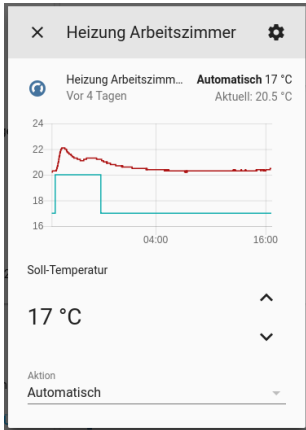 Heizung Arbeitszimmer
Heizung Arbeitszimm... Automatisch 17 °C
Vor 4 Tagen Aktuell: 20.5 °C
24
22
20
18
16
04:00 16:00
Soll-Temperatur
17 °C
Aktion
Automatisch